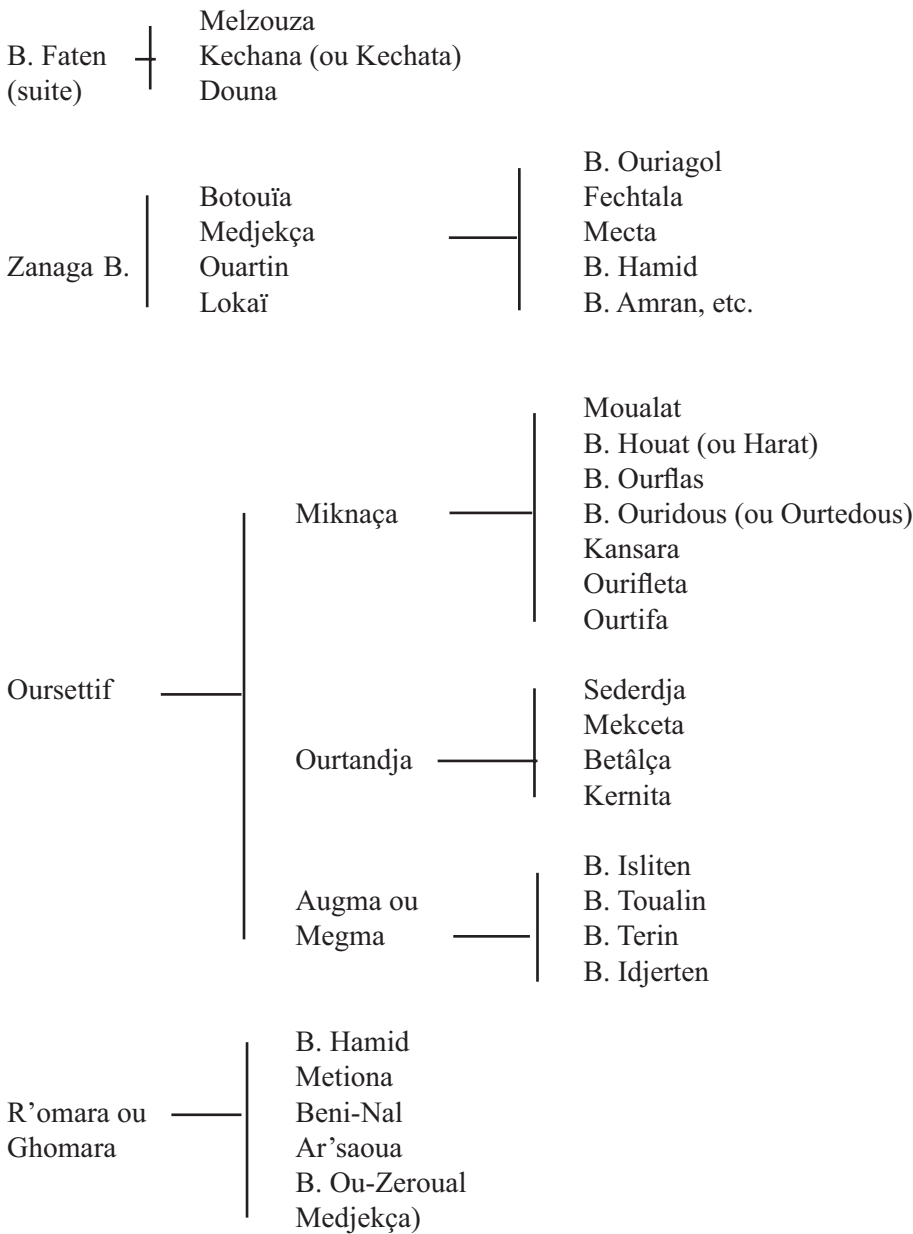 B. Faten
(suite)
Melzouza
Kechana (ou Kechata)
Douna
Zanaga B.
Botouïa
Medjekça
Ouartin
Lokaï
B. Ouriagol
Fechtala
Mecta
B. Hamid
B. Amran, etc.
Oursettif
Miknaça
Moualat
B. Houat (ou Harat)
B. Ourflas
B. Ouridous (ou Ourtedous)
Kansara
Ourifleta
Ourtifa
Ourtandja
Sederdja
Mekceta
Betâlça
Kernita
Augma ou
Megma
B. Isliten
B. Toualin
B. Terin
B. Idjerten
R’omara ou
Ghomara
B. Hamid
Metiona
Beni-Nal
Ar’saoua
B. Ou-Zeroual
Medjekça)